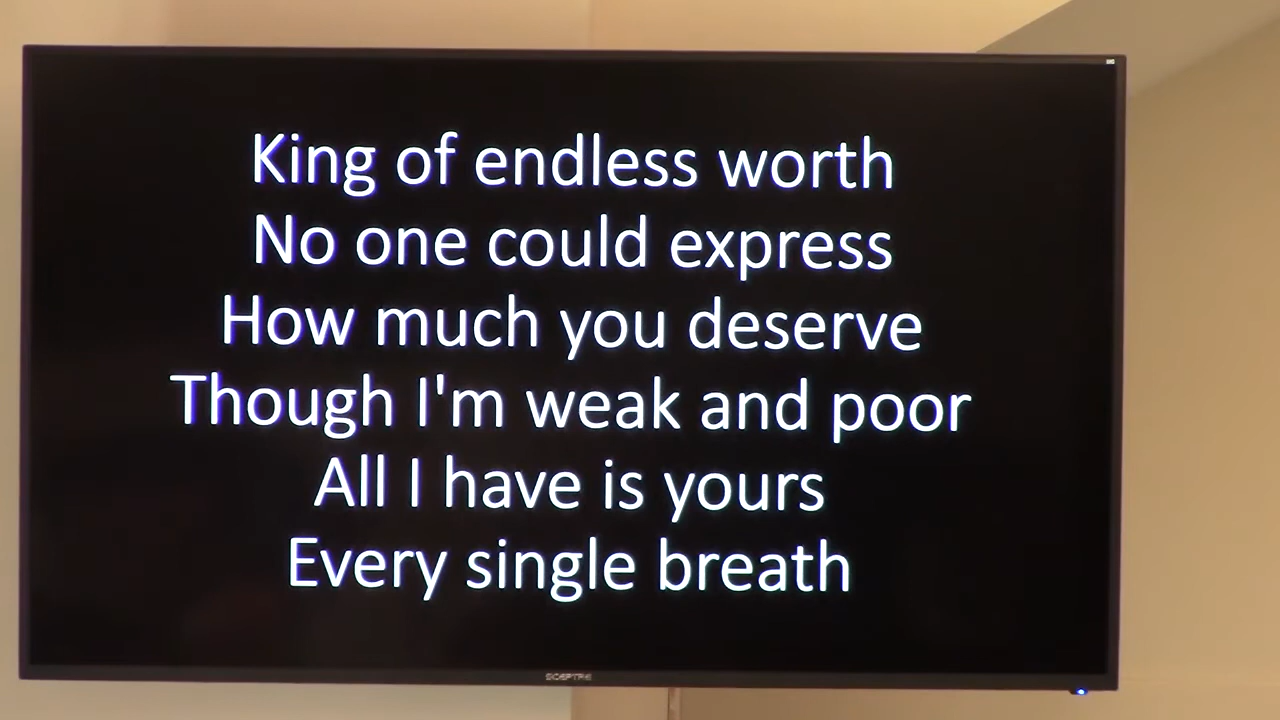 King of endless worth
No one could express
How much you deserve
Though I'm weak and poor
All I have is yours
Every single breath
SCEPTRE